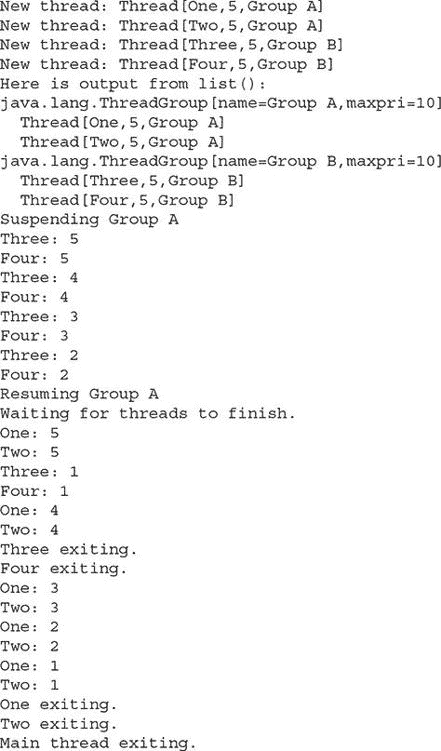 New thread: Thread[One,5,Group A]
New thread: Thread[Two,5,Group A]
New thread: Thread[Three,5,Group B]
New thread: Thread[Four,5,Group B]
Here is output from list():
java.lang.ThreadGroup[name=Group A,maxpri=10]
  Thread[One,5,Group A]
  Thread[Two,5,Group A]
java.lang.ThreadGroup[name=Group B,maxpri=10]
  Thread[Three,5,Group B]
  Thread[Four,5,Group B]
Suspending Group A
Three: 5
Four: 5
Three: 4
Four: 4
Three: 3
Four: 3
Three: 2
Four: 2
Resuming Group A
Waiting for threads to finish.
One: 5
Two: 5
Three: 1
Four: 1
One: 4
Two: 4
Three exiting.
Four exiting.
One: 3
Two: 3
One: 2
Two: 2
One: 1
Two: 1
One exiting.
Two exiting.
Main thread exiting.